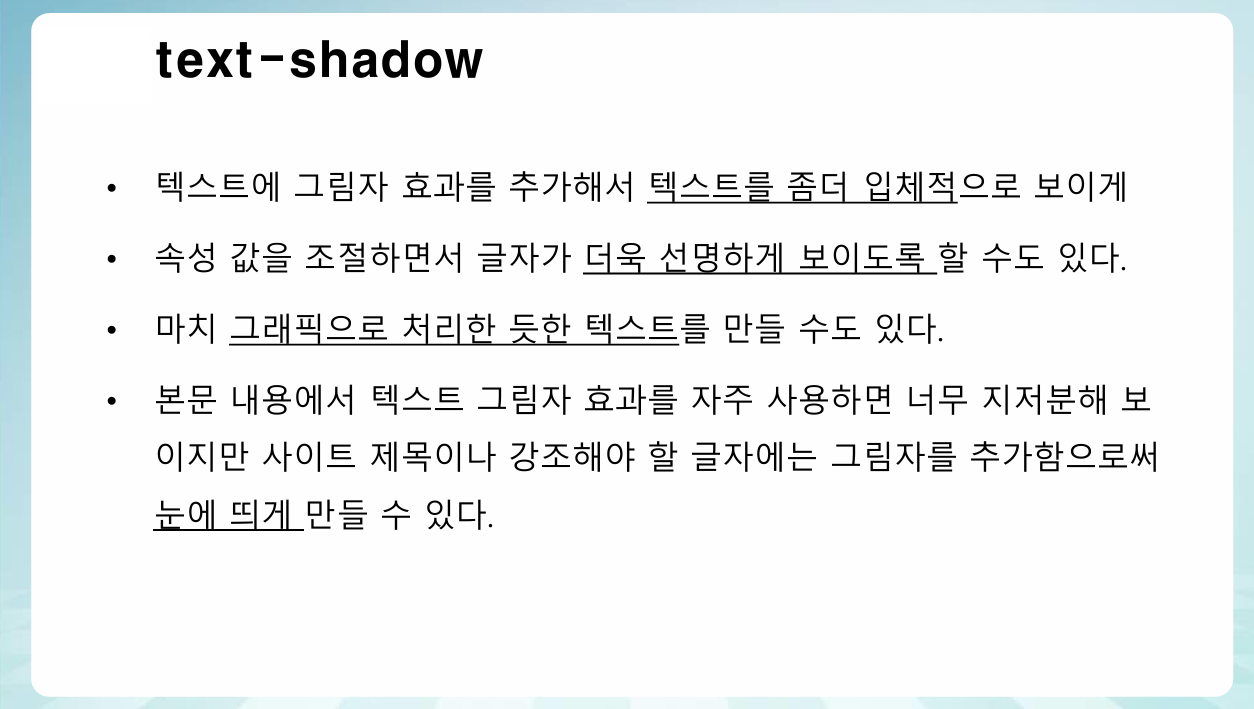 text-shadow
• 텍스트에 그림자 효과를 추가해서 텍스트를 좀더 입체적으로 보이게
• 속성 값을 조절하면서 글자가 더욱 선명하게 보이도록 할 수도 있다.
• 마치 그래픽으로 처리한 듯한 텍스트를 만들 수도 있다.
• 본문 내용에서 텍스트 그림자 효과를 자주 사용하면 너무 지저분해 보
이지만 사이트 제목이나 강조해야 할 글자에는 그림자를 추가함으로써
눈에 띄게 만들 수 있다.